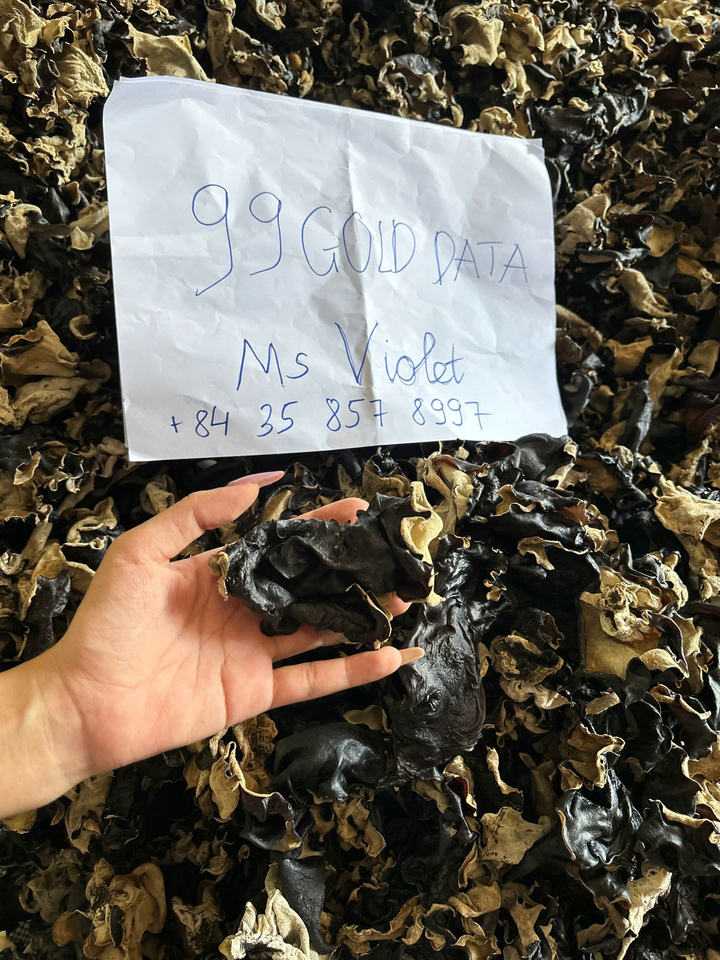 99 GOLD DATA
Ms Violet
+84 35 857 8997